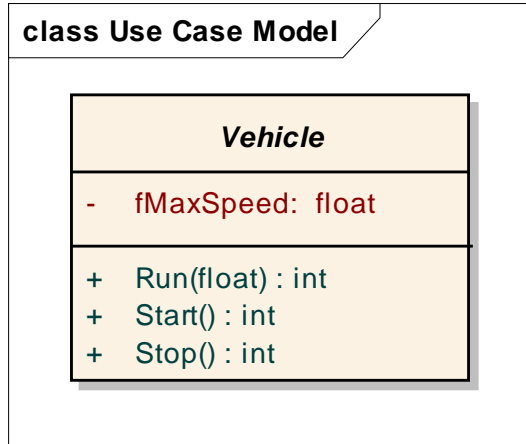 class Use Case Model
Vehicle
- fMaxSpeed: float
+ Run(float) : int
+ Start() : int
+ Stop() : int